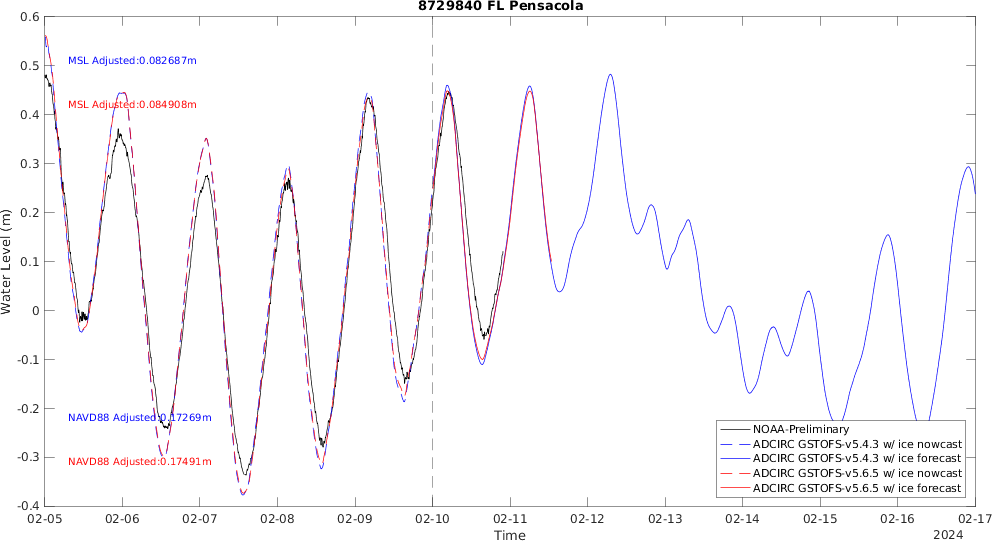 8729840 FL Pensacola
0.6
0.5
0.4
0.3
0.2
0.1
0
-0.1
-0.2
-0.3
-0.4
Water Level (m)
MSL Adjusted:0.082687m
MSL Adjusted:0.084908m
NAVD88 Adjusted:0.17269m
NAVD88 Adjusted:0.17491m
NOAA-Preliminary
ADCIRC GSTOFS-v5.4.3 w/ ice nowcast
ADCIRC GSTOFS-v5.4.3 w/ ice forecast
ADCIRC GSTOFS-v5.6.5 w/ ice nowcast
ADCIRC GSTOFS-v5.6.5 w/ ice forecast
02-05 02-06 02-07 02-08 02-09 02-10 02-11 02-12 02-13 02-14 02-15 02-16 02-17
Time
2024